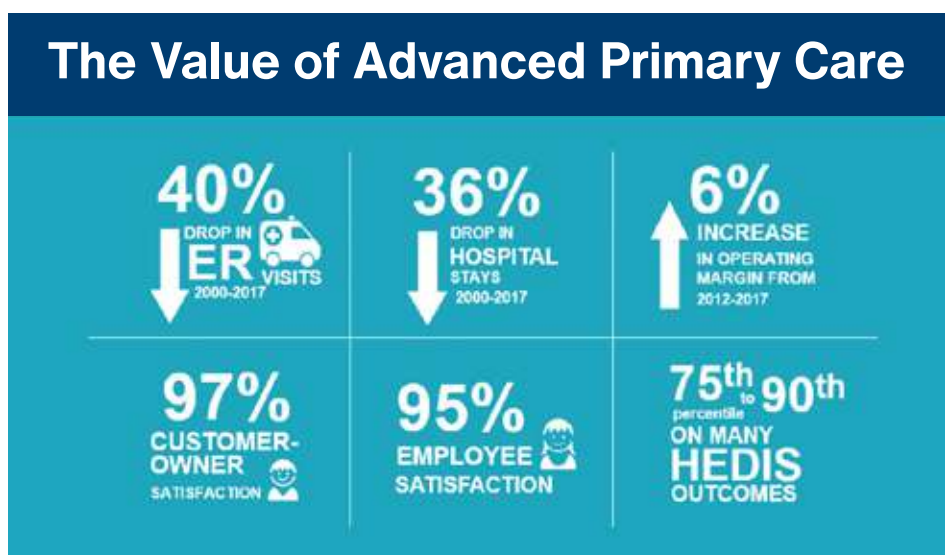 The Value of Advanced Primary Care
40%
DROP IN
ER VISITS
2000-2017
36%
DROP IN
HOSPITAL
STAYS
2000-2017
6%
INCREASE
IN OPERATING
MARGIN FROM
2012-2017
97%
CUSTOMER-
OWNER
SATISFACTION
95%
EMPLOYEE
SATISFACTION
75th to 90th
percentile
ON MANY
HEDIS
OUTCOMES